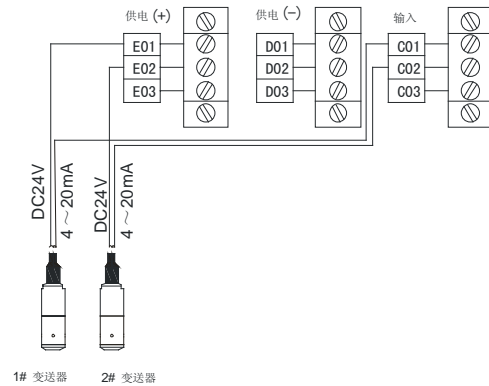 供电 (+)
供电 (—)
输入
E01
D01
C01
E02
D02
C02
E03
D03
C03
DC24V
4～20mA
DC24V
4～20mA
1# 变送器
2# 变送器